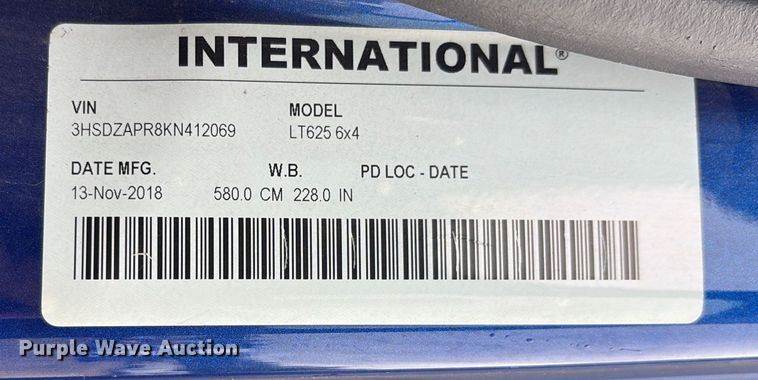 INTERNATIONAL®
VIN MODEL
3HSDZAPR8KN412069 LT625 6x4
DATE MFG. W.B. PD LOC - DATE
13-Nov-2018 580.0 CM 228.0 IN
Purple Wave Auction